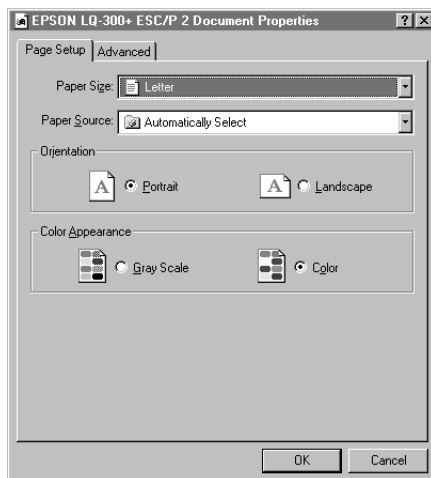 EPSON LQ-300+ ESC/P 2 Document Properties
Page Setup Advanced
Paper Size: Letter
Paper Source: Automatically Select
Orientation
A Portrait A Landscape
Color Appearance
Gray Scale Color
OK Cancel